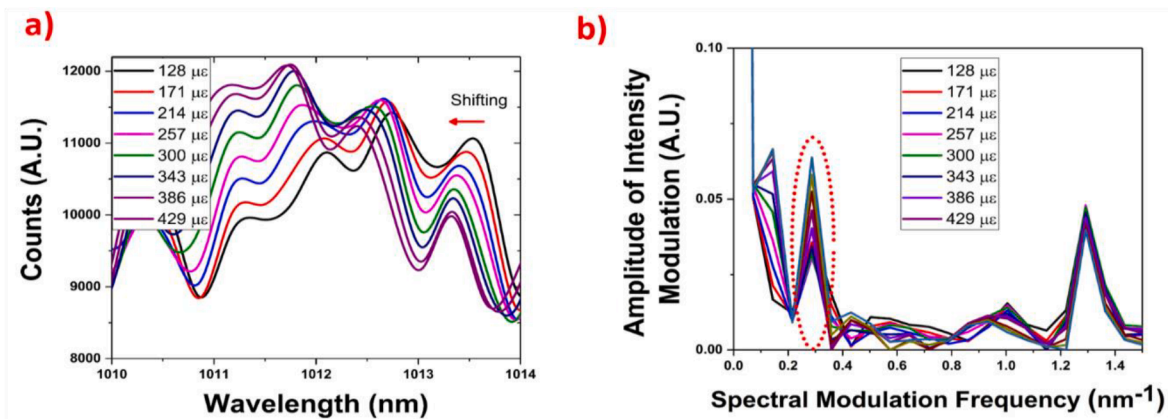 a)
12000
11000
10000
9000
8000
Counts (A.U.)
128 με
171 με
214 με
257 με
300 με
343 με
386 με
429 με
Shifting
1010
1011
1012
1013
1014
Wavelength (nm)
b)
0.10
0.05
0.00
Amplitude of Intensity
Modulation (A.U.)
128 με
171 με
214 με
257 με
300 με
343 με
386 με
429 με
0.0
0.2
0.4
0.6
0.8
1.0
1.2
1.4
Spectral Modulation Frequency (nm⁻¹)